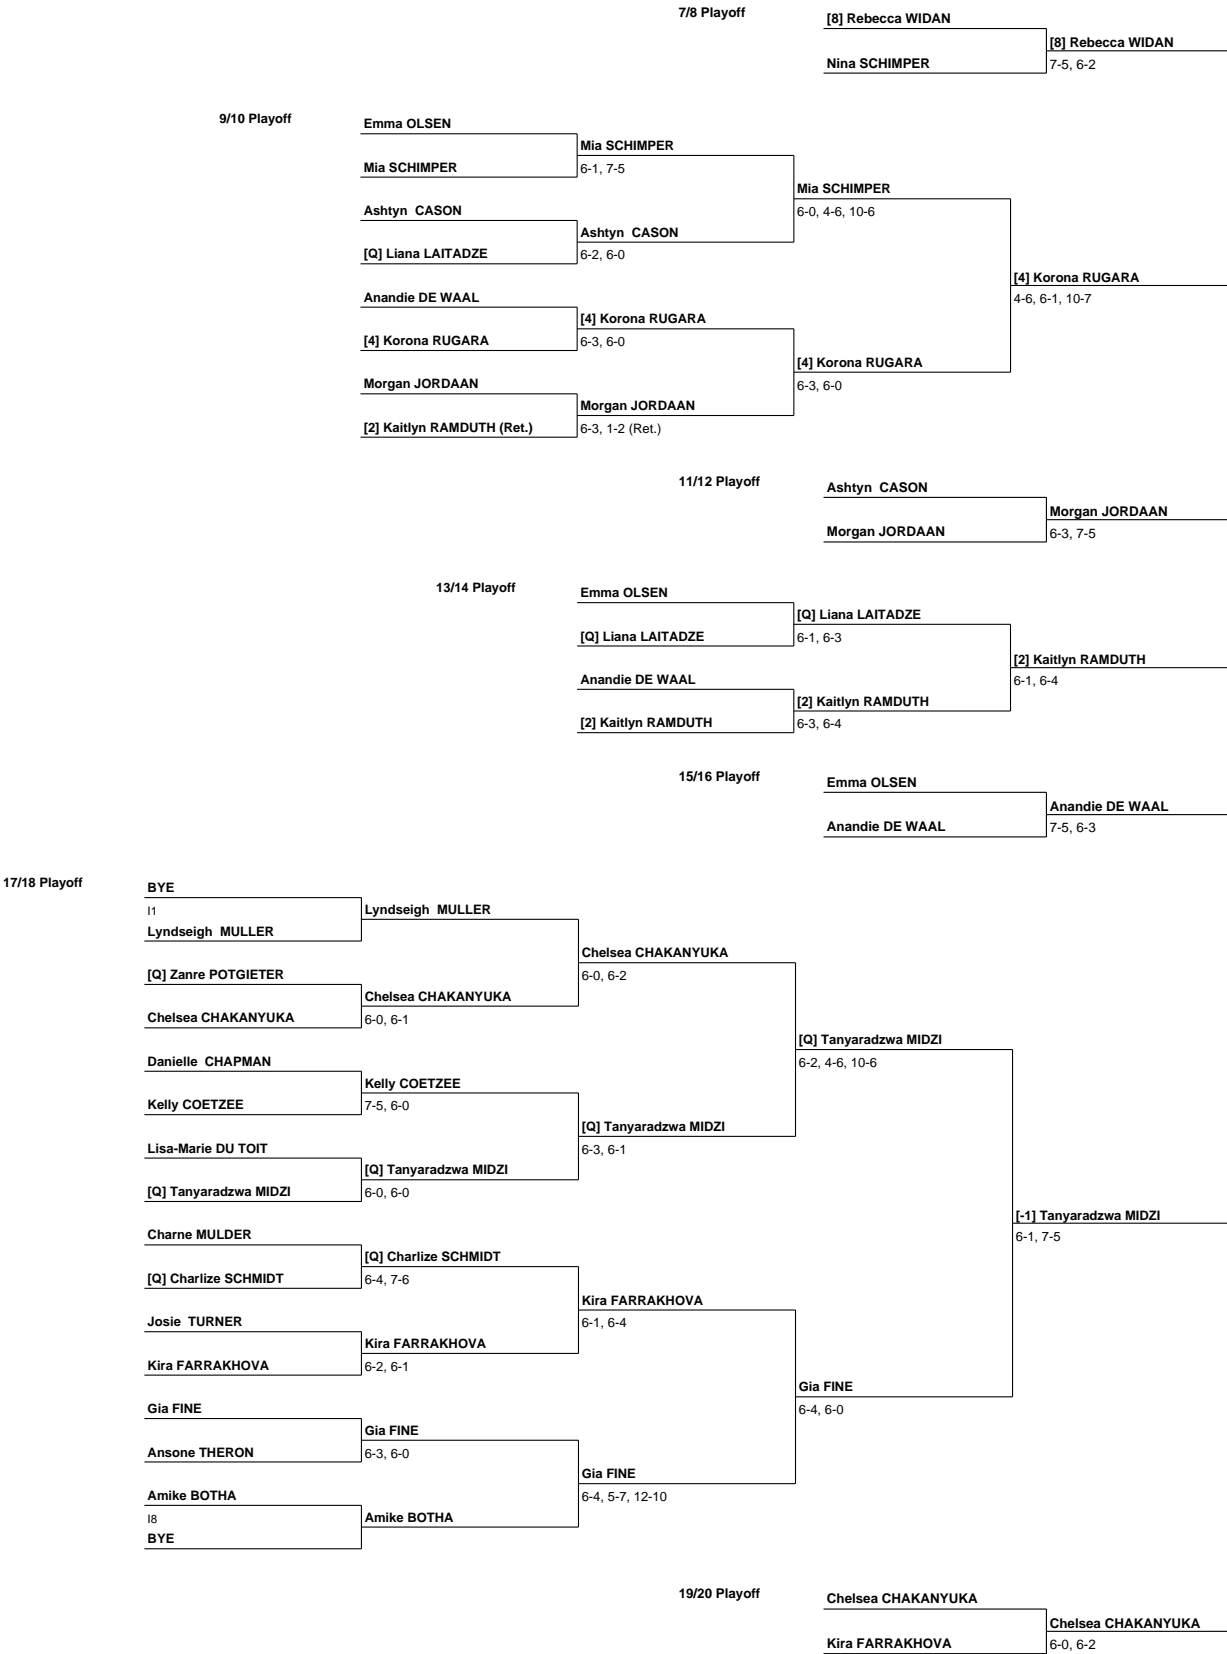 7/8 Playoff
[8] Rebecca WIDAN
[8] Rebecca WIDAN
Nina SCHIMPER
7-5, 6-2
9/10 Playoff
Emma OLSEN
Mia SCHIMPER
Mia SCHIMPER
6-1, 7-5
Mia SCHIMPER
Ashtyn CASON
6-0, 4-6, 10-6
Ashtyn CASON
[Q] Liana LAITADZE
6-2, 6-0
[4] Korona RUGARA
Anandie DE WAAL
4-6, 6-1, 10-7
[4] Korona RUGARA
[4] Korona RUGARA
6-3, 6-0
[4] Korona RUGARA
Morgan JORDAAN
6-3, 6-0
Morgan JORDAAN
[2] Kaitlyn RAMDUTH (Ret.)
6-3, 1-2 (Ret.)
11/12 Playoff
Ashtyn CASON
Morgan JORDAAN
Morgan JORDAAN
6-3, 7-5
13/14 Playoff
Emma OLSEN
[Q] Liana LAITADZE
[Q] Liana LAITADZE
6-1, 6-3
[2] Kaitlyn RAMDUTH
Anandie DE WAAL
6-1, 6-4
[2] Kaitlyn RAMDUTH
[2] Kaitlyn RAMDUTH
6-3, 6-4
15/16 Playoff
Emma OLSEN
Anandie DE WAAL
Anandie DE WAAL
7-5, 6-3
17/18 Playoff
BYE
I1
Lyndseigh MULLER
Lyndseigh MULLER
Chelsea CHAKANYUKA
[Q] Zanre POTGIETER
6-0, 6-2
Chelsea CHAKANYUKA
Chelsea CHAKANYUKA
6-0, 6-1
[Q] Tanyaradzwa MIDZI
Danielle CHAPMAN
6-2, 4-6, 10-6
Kelly COETZEE
Kelly COETZEE
7-5, 6-0
[Q] Tanyaradzwa MIDZI
Lisa-Marie DU TOIT
6-3, 6-1
[Q] Tanyaradzwa MIDZI
[Q] Tanyaradzwa MIDZI
6-0, 6-0
[-1] Tanyaradzwa MIDZI
Charne MULDER
6-1, 7-5
[Q] Charlize SCHMIDT
[Q] Charlize SCHMIDT
6-4, 7-6
Kira FARRAKHOVA
Josie TURNER
6-1, 6-4
Kira FARRAKHOVA
Kira FARRAKHOVA
6-2, 6-1
Gia FINE
Gia FINE
6-4, 6-0
Gia FINE
Ansone THERON
6-3, 6-0
Gia FINE
Amike BOTHA
6-4, 5-7, 12-10
I8
Amike BOTHA
BYE
19/20 Playoff
Chelsea CHAKANYUKA
Chelsea CHAKANYUKA
Kira FARRAKHOVA
6-0, 6-2